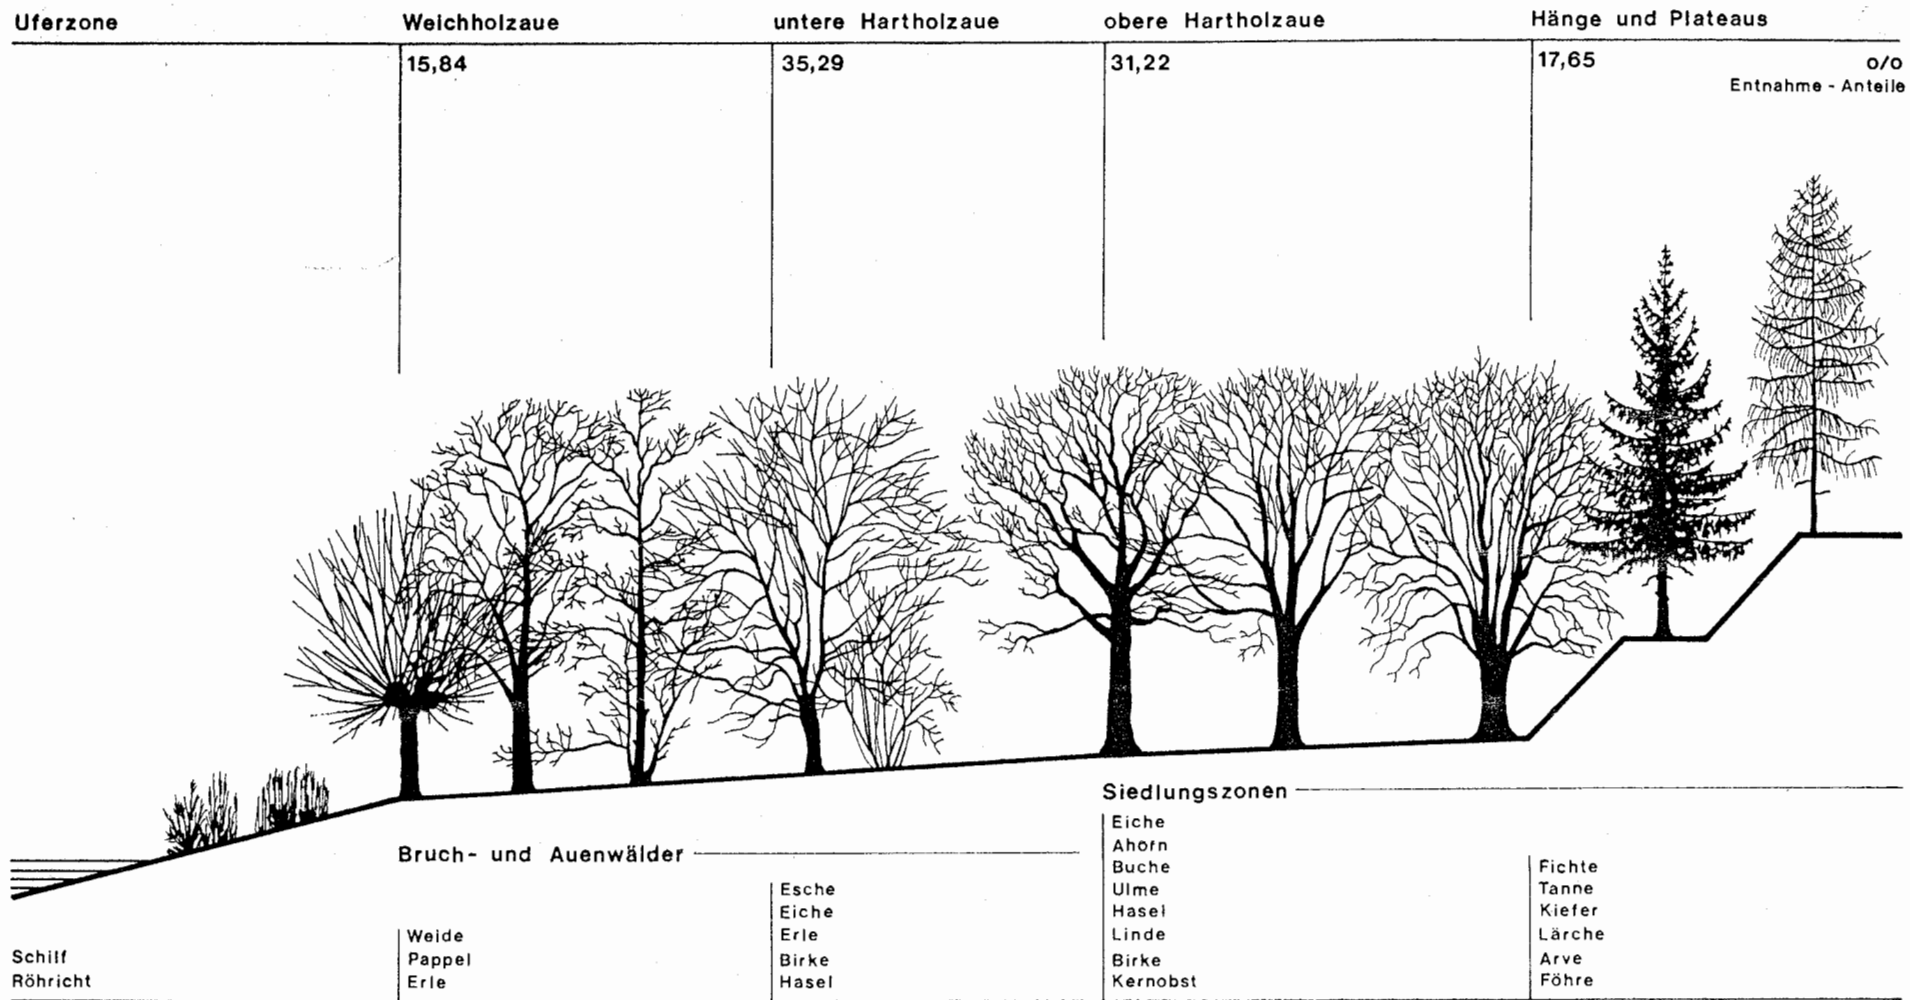 Uferzone
Weichholzaue
untere Hartholzaue
obere Hartholzaue
Hänge und Plateaus
15,84
35,29
31,22
17,65
o/o
Entnahme - Anteile
Siedlungszonen
Bruch- und Auenwälder
Schilf
Röhricht
Weide
Pappel
Erle
Esche
Eiche
Erle
Birke
Hasel
Eiche
Ahorn
Buche
Ulme
Hasel
Linde
Birke
Kernobst
Fichte
Tanne
Kiefer
Lärche
Arve
Föhre